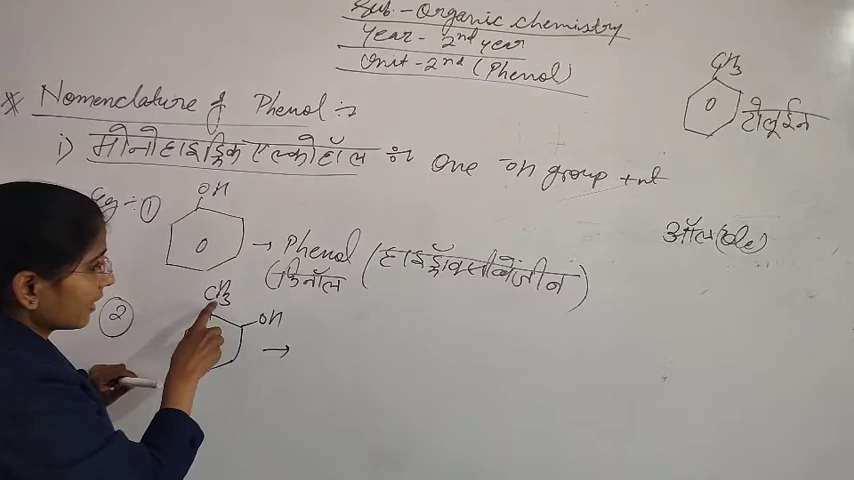 Sub. - Organic chemistry
Year - 2nd year
Unit - 2nd (Phenol)
* Nomenclature of Phenol :-
i) मोनोहाइड्रिक एल्कोहॉल :- One -OH group +nt
CH3
टोलूईन
ऑल (Ole)
Eg :- ① OH
→ Phenol (हाइड्रॉक्सीबेंजीन)
(फिनॉल
② CH3
OH →